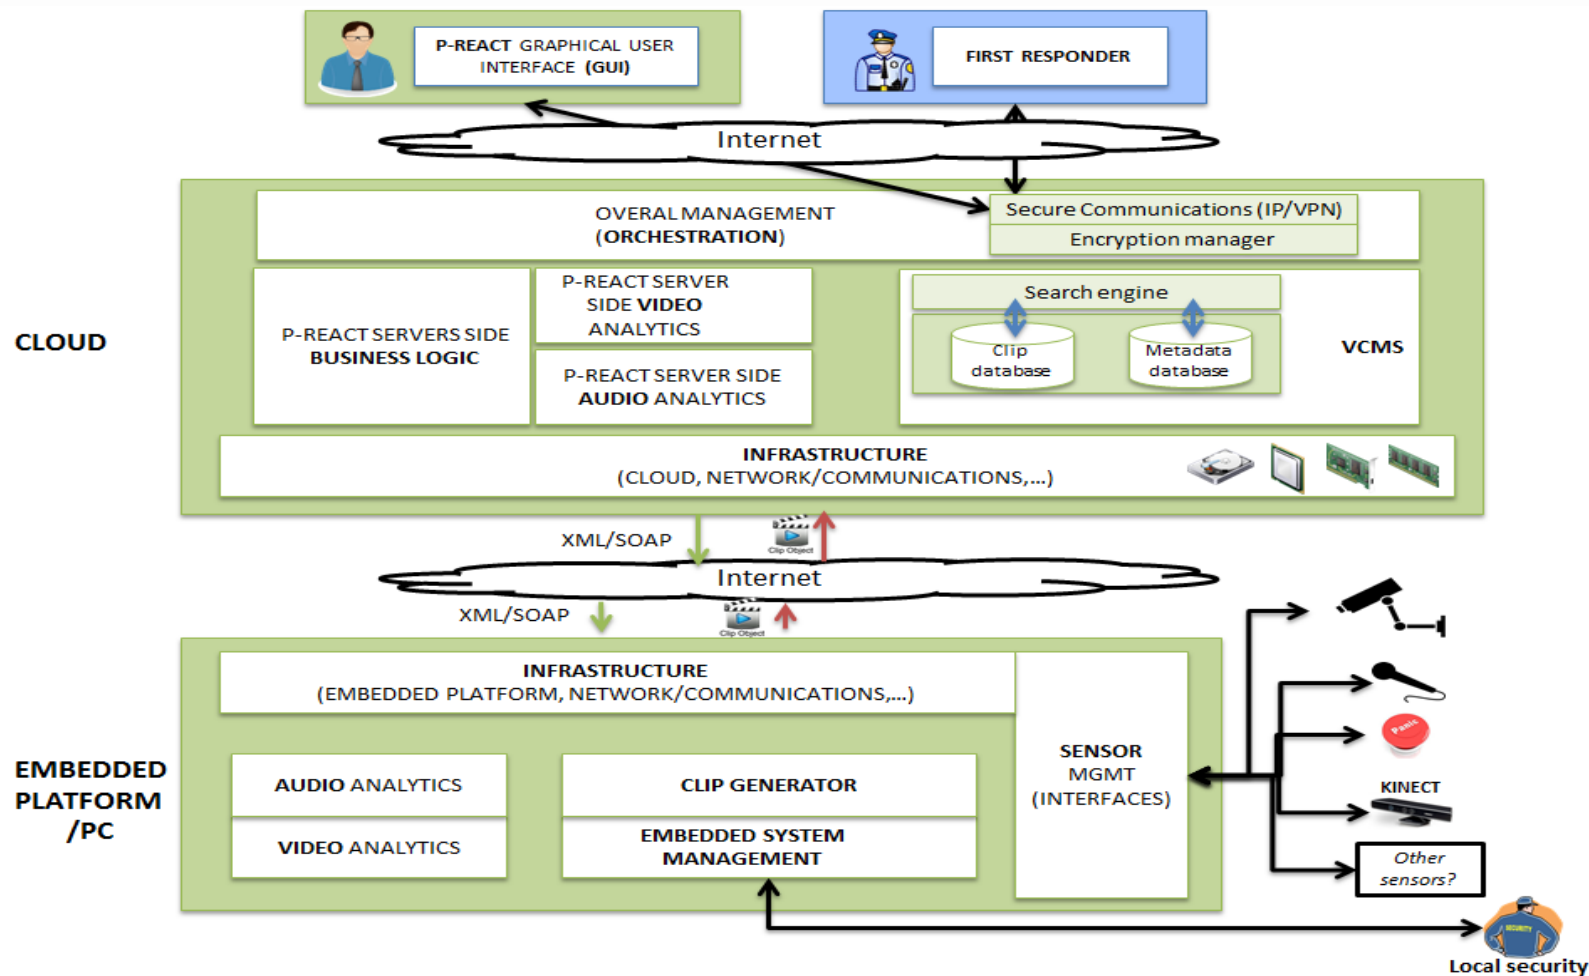 P-REACT GRAPHICAL USER
INTERFACE (GUI)
FIRST RESPONDER
Internet
OVERAL MANAGEMENT
(ORCHESTRATION)
Secure Communications (IP/VPN)
Encryption manager
CLOUD
P-REACT SERVERS SIDE
BUSINESS LOGIC
P-REACT SERVER
SIDE VIDEO
ANALYTICS
P-REACT SERVER SIDE
AUDIO ANALYTICS
Search engine
Clip
database
Metadata
database
VCMS
INFRASTRUCTURE
(CLOUD, NETWORK/COMMUNICATIONS,...)
XML/SOAP
Clip Object
Internet
XML/SOAP
Clip Object
EMBEDDED
PLATFORM
/PC
INFRASTRUCTURE
(EMBEDDED PLATFORM, NETWORK/COMMUNICATIONS,...)
AUDIO ANALYTICS
VIDEO ANALYTICS
CLIP GENERATOR
EMBEDDED SYSTEM
MANAGEMENT
SENSOR
MGMT
(INTERFACES)
Panic
KINECT
Other
sensors?
SECURITY
Local security